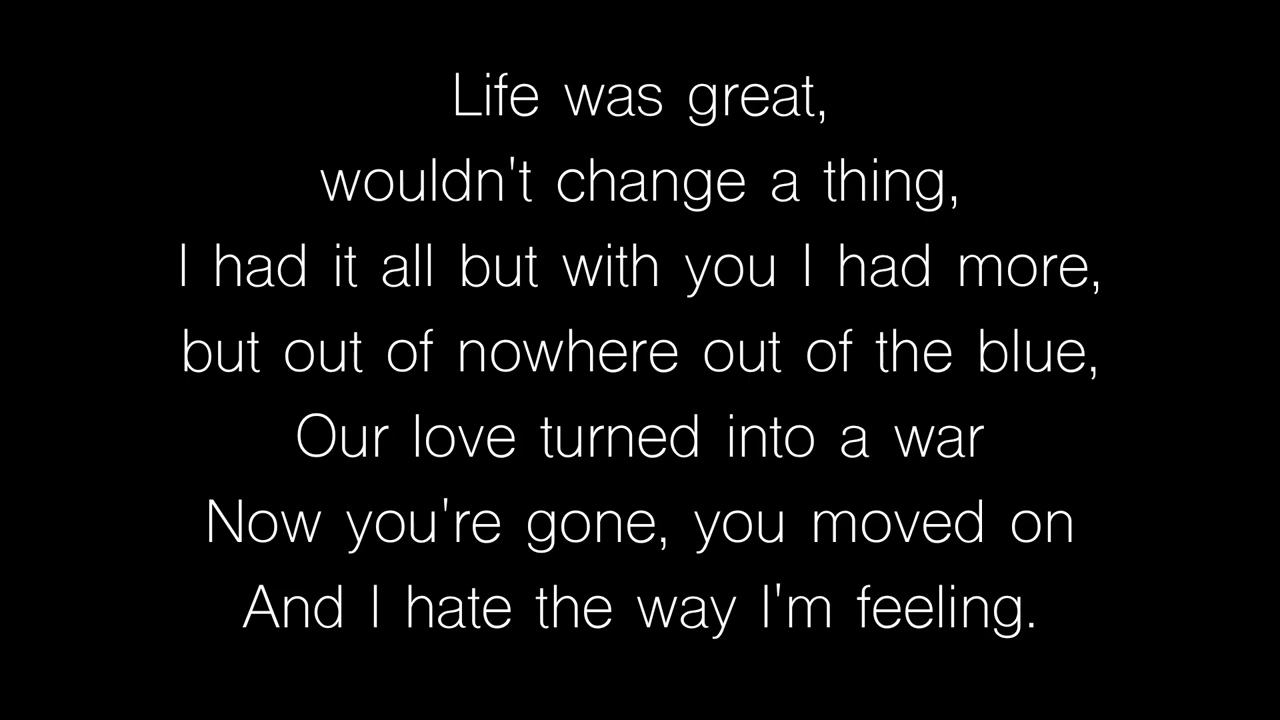 Life was great,
wouldn't change a thing,
I had it all but with you I had more,
but out of nowhere out of the blue,
Our love turned into a war
Now you're gone, you moved on
And I hate the way I'm feeling.